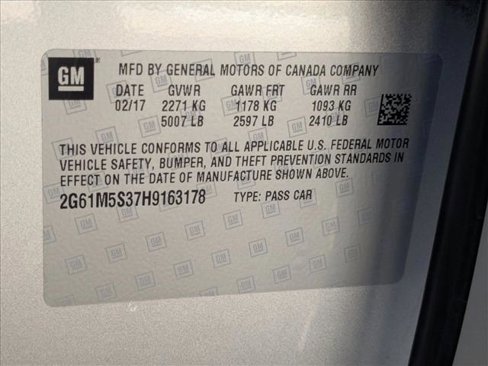 GM
MFD BY GENERAL MOTORS OF CANADA COMPANY
DATE GVWR GAWR FRT GAWR RR
02/17 2271 KG 1178 KG 1093 KG
5007 LB 2597 LB 2410 LB
THIS VEHICLE CONFORMS TO ALL APPLICABLE U.S. FEDERAL MOTOR
VEHICLE SAFETY, BUMPER, AND THEFT PREVENTION STANDARDS
IN EFFECT ON THE DATE OF MANUFACTURE SHOWN ABOVE.
2G61M5S37H9163178 TYPE: PASS CAR